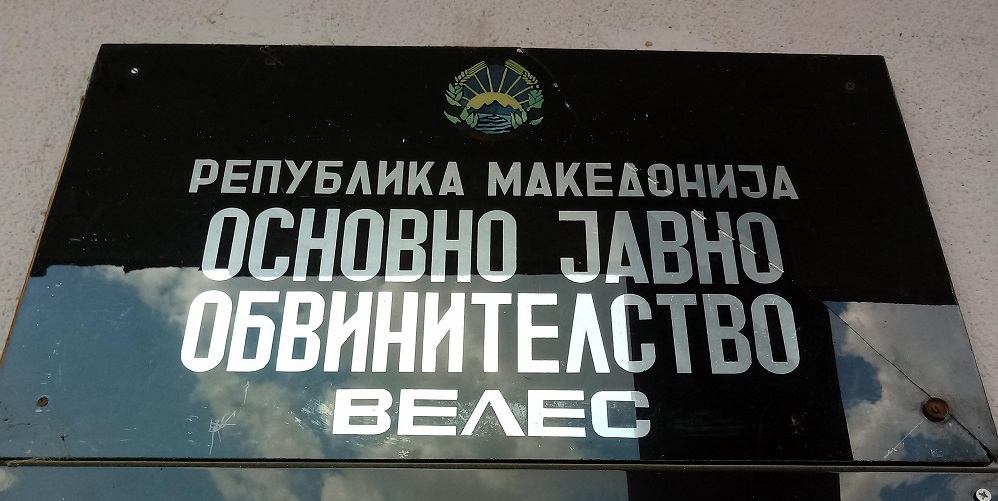 РЕПУБЛИКА МАКЕДОНИЈА
ОСНОВНО ЈАВНО
ОБВИНИТЕЛСТВО
ВЕЛЕС